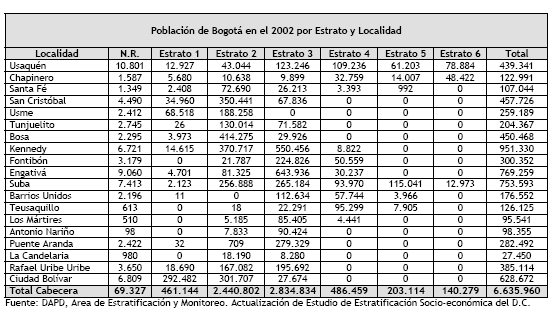 Población de Bogotá en el 2002 por Estrato y Localidad
Localidad N.R. Estrato 1 Estrato 2 Estrato 3 Estrato 4 Estrato 5 Estrato 6 Total
Usaquén 10.801 12.927 43.044 123.246 109.236 61.203 78.884 439.341
Chapinero 1.587 5.680 10.638 9.899 32.759 14.007 48.422 122.991
Santa Fé 1.349 2.408 72.690 26.213 3.393 992 0 107.044
San Cristóbal 4.490 34.960 350.441 67.836 0 0 0 457.726
Usme 2.412 68.518 188.258 0 0 0 0 259.189
Tunjuelito 2.745 26 130.014 71.582 0 0 0 204.367
Bosa 2.295 3.973 414.275 29.926 0 0 0 450.468
Kennedy 6.721 14.615 370.717 550.456 8.822 0 0 951.330
Fontibón 3.179 0 21.787 224.826 50.559 0 0 300.352
Engativá 9.060 4.701 81.325 643.936 30.237 0 0 769.259
Suba 7.413 2.123 256.888 265.184 93.970 115.041 12.973 753.593
Barrios Unidos 2.196 11 0 112.634 57.744 3.966 0 176.552
Teusaquillo 613 0 18 22.291 95.299 7.905 0 126.125
Los Mártires 510 0 5.185 85.405 4.441 0 0 95.541
Antonio Nariño 98 0 7.833 90.424 0 0 0 98.355
Puente Aranda 2.422 32 709 279.329 0 0 0 282.492
La Candelaria 980 0 18.190 8.280 0 0 0 27.450
Rafael Uribe Uribe 3.650 18.690 167.082 195.692 0 0 0 385.114
Ciudad Bolívar 6.809 292.482 301.707 27.674 0 0 0 628.672
Total Cabecera 69.327 461.144 2.440.802 2.834.834 486.459 203.114 140.279 6.635.960
Fuente: DAPD, Area de Estratificación y Monitoreo. Actualización de Estudio de Estratificación Socio-económica del D.C.